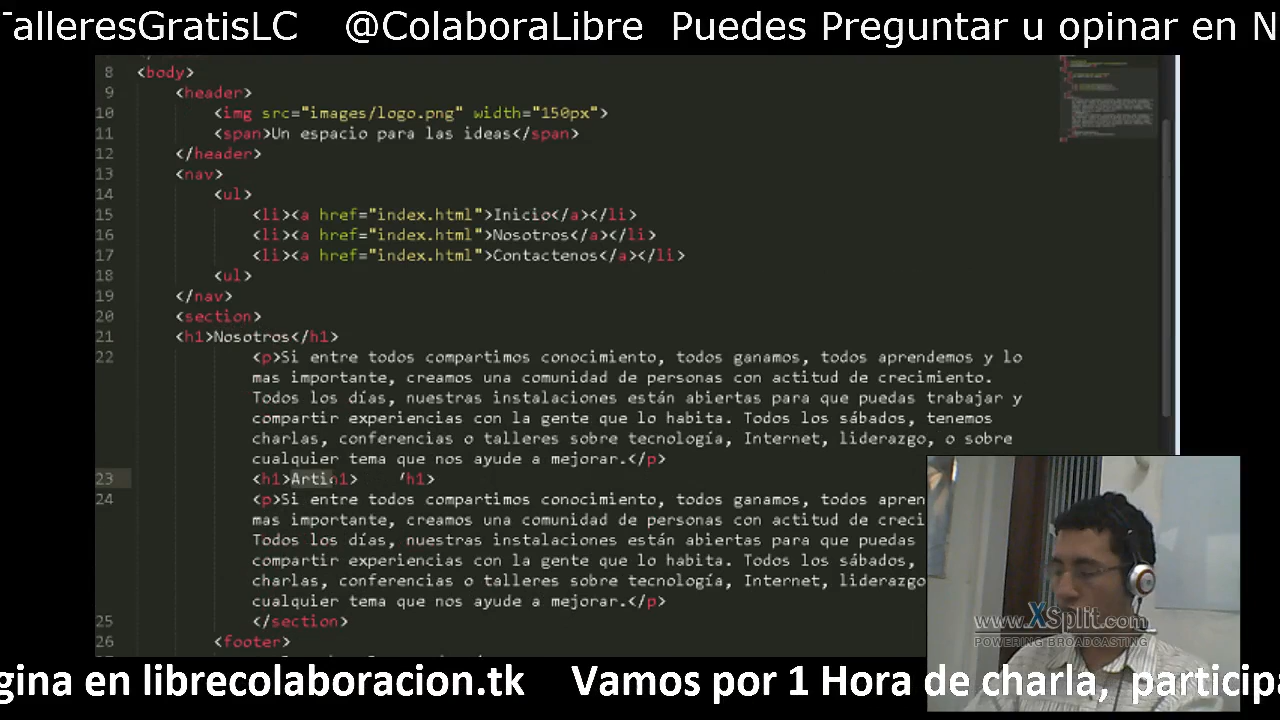 TalleresGratisLC @ColaboraLibre Puedes Preguntar u opinar en N
8 <body>
9 <header>
10 <img src="images/logo.png" width="150px">
11 <span>Un espacio para las ideas</span>
12 </header>
13 <nav>
14 <ul>
15 <li><a href="index.html">Inicio</a></li>
16 <li><a href="index.html">Nosotros</a></li>
17 <li><a href="index.html">Contactenos</a></li>
18 <ul>
19 </nav>
20 <section>
21 <h1>Nosotros</h1>
22 <p>Si entre todos compartimos conocimiento, todos ganamos, todos aprendemos y lo
mas importante, creamos una comunidad de personas con actitud de crecimiento.
Todos los días, nuestras instalaciones están abiertas para que puedas trabajar y
compartir experiencias con la gente que lo habita. Todos los sábados, tenemos
charlas, conferencias o talleres sobre tecnología, Internet, liderazgo, o sobre
cualquier tema que nos ayude a mejorar.</p>
23 <h1>Arti h1> h1>
24 <p>Si entre todos compartimos conocimiento, todos ganamos, todos apren
mas importante, creamos una comunidad de personas con actitud de creci
Todos los días, nuestras instalaciones están abiertas para que puedas
compartir experiencias con la gente que lo habita. Todos los sábados,
charlas, conferencias o talleres sobre tecnología, Internet, liderazgo
cualquier tema que nos ayude a mejorar.</p>
25 </section>
26 <footer>
www.XSplit.com
POWERING BROADCASTING
gina en librecolaboracion.tk Vamos por 1 Hora de charla, participa